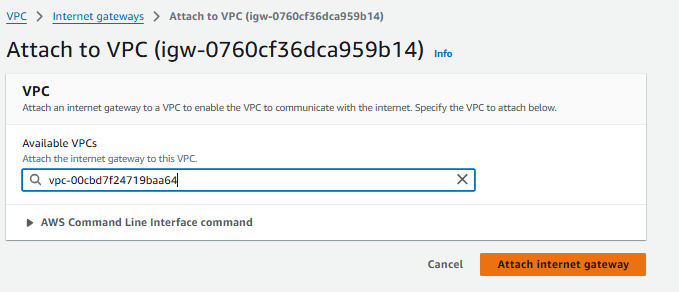 VPC > Internet gateways > Attach to VPC (igw-0760cf36dca959b14)
Attach to VPC (igw-0760cf36dca959b14) Info
VPC
Attach an internet gateway to a VPC to enable the VPC to communicate with the internet. Specify the VPC to attach below.
Available VPCs
Attach the internet gateway to this VPC.
vpc-00cbd7f24719baa64
AWS Command Line Interface command
Cancel Attach internet gateway